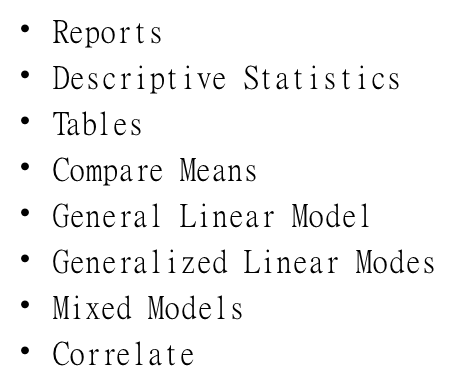 • Reports
• Descriptive Statistics
• Tables
• Compare Means
• General Linear Model
• Generalized Linear Modes
• Mixed Models
• Correlate